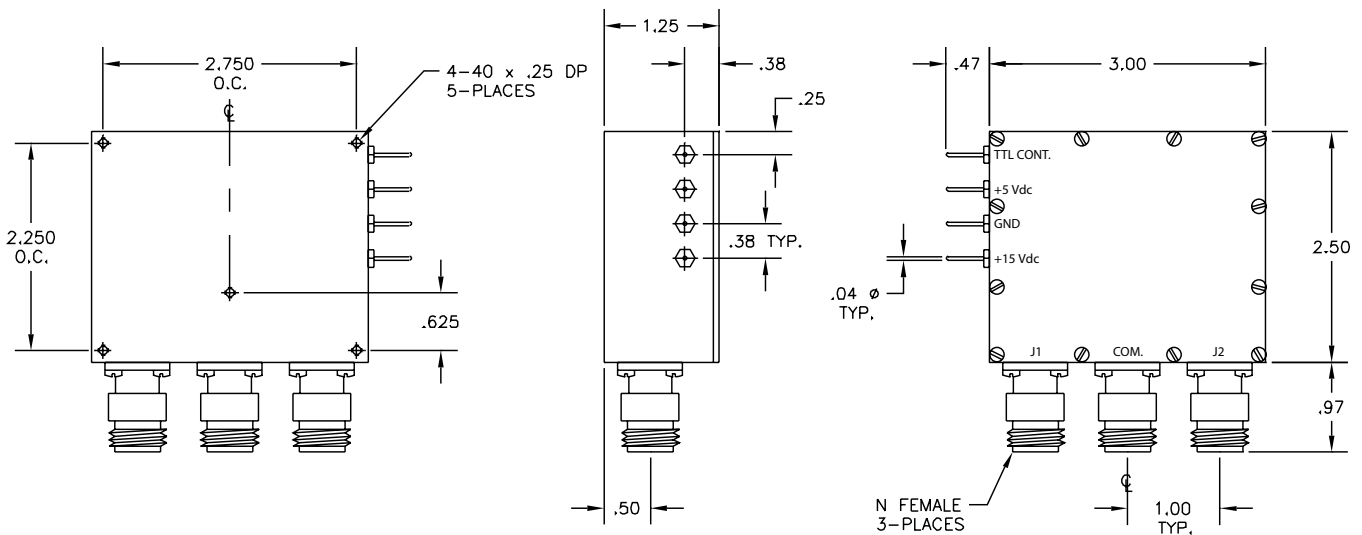 2.750
O.C.
℄
4-40 x .25 DP
5-PLACES
2.250
O.C.
.625
1.25
.38
.25
.38 TYP.
.50
.47
3.00
TTL CONT.
+5 Vdc
GND
+15 Vdc
.04 ø
TYP.
2.50
J1
COM.
J2
.97
N FEMALE
3-PLACES
℄
1.00
TYP.